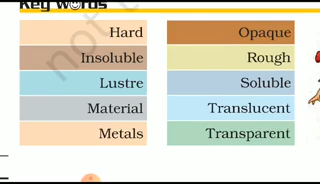 Key words
Hard
Insoluble
Lustre
Material
Metals
Opaque
Rough
Soluble
Translucent
Transparent